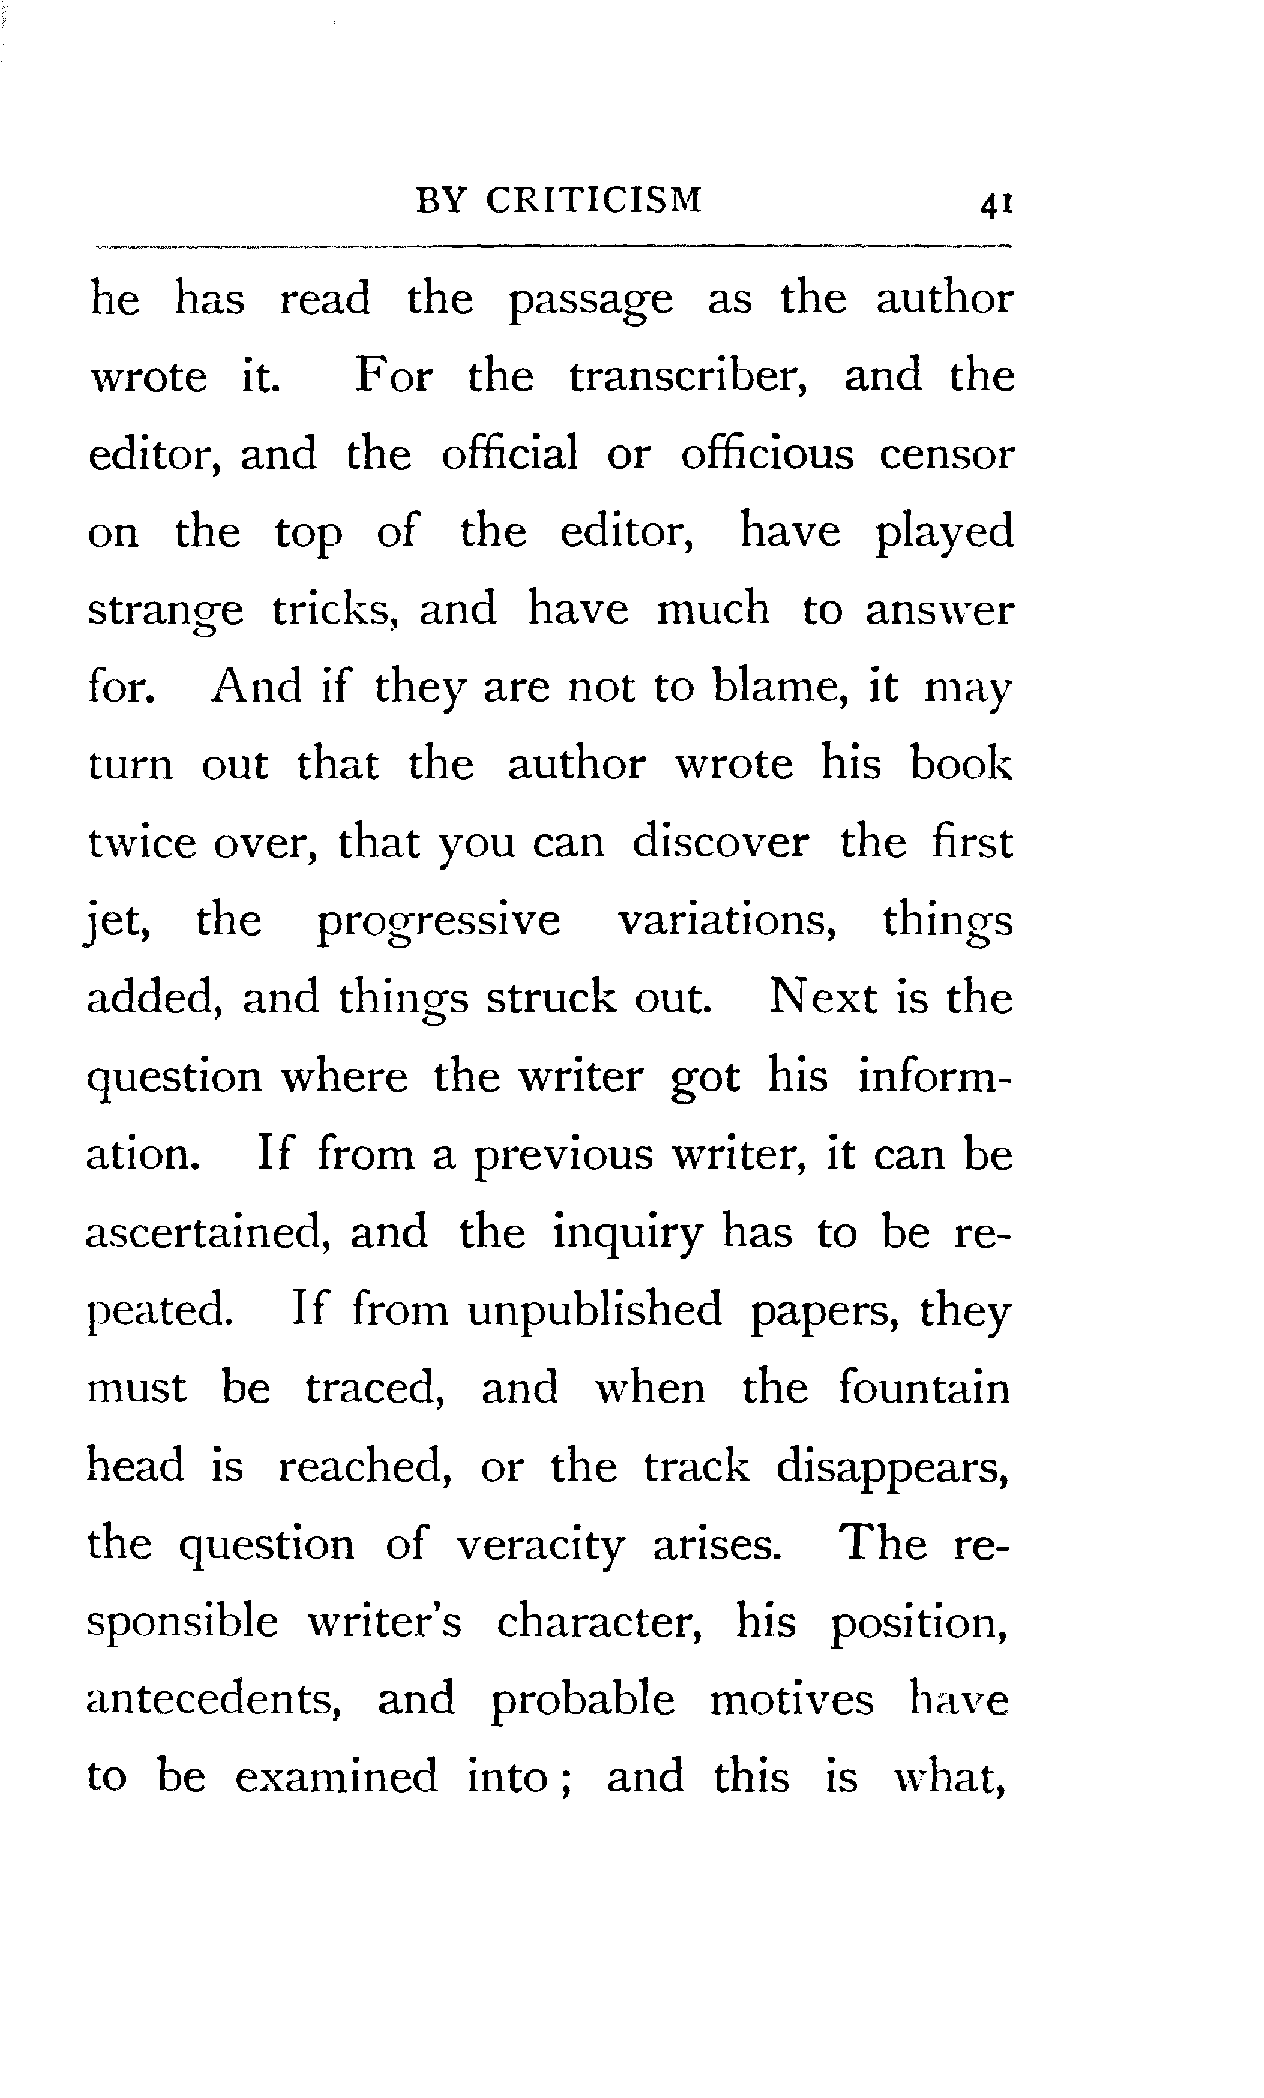 BY CRITICISM 41
he has read the passage as the author
wrote it. For the transcriber, and the
editor, and the official or officious censor
on the top of the editor, have played
strange tricks, and have much to answer
for. And if they are not to blame, it may
turn out that the author wrote his book
twice over, that you can discover the first
jet, the progressive variations, things
added, and things struck out. Next is the
question where the writer got his inform-
ation. If from a previous writer, it can be
ascertained, and the inquiry has to be re-
peated. If from unpublished papers, they
must be traced, and when the fountain
head is reached, or the track disappears,
the question of veracity arises. The re-
sponsible writer's character, his position,
antecedents, and probable motives have
to be examined into ; and this is what,